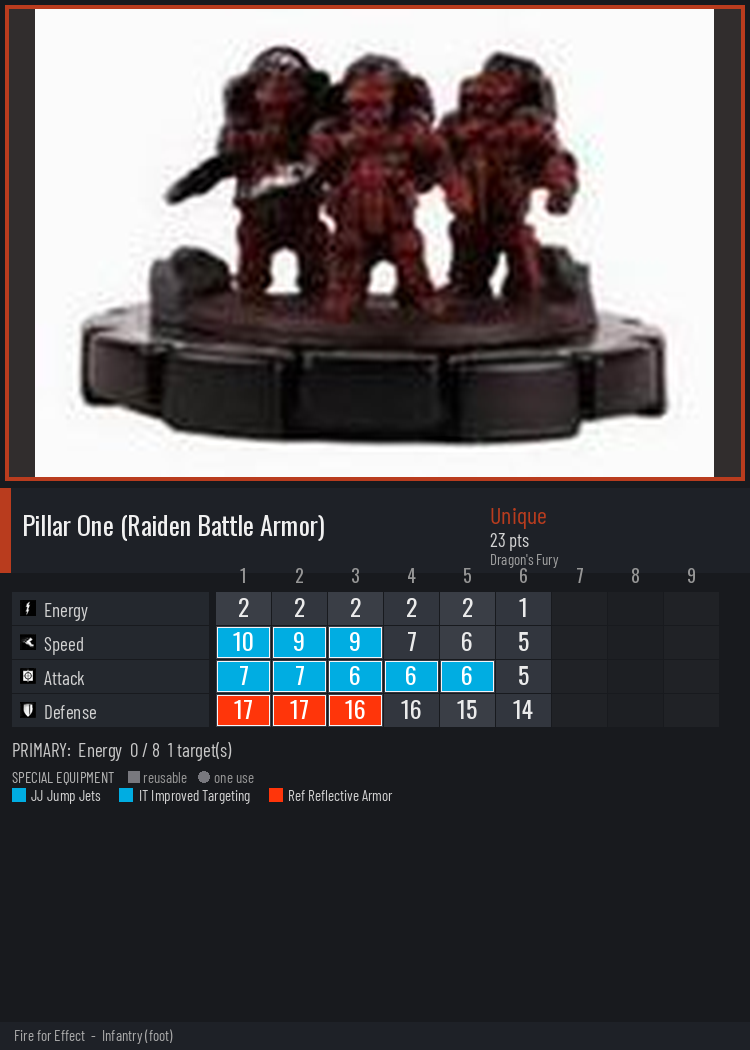 Pillar One (Raiden Battle Armor)
Unique
23 pts
Dragon's Fury
1 2 3 4 5 6 7 8 9
Energy 2 2 2 2 2 1
Speed 10 9 9 7 6 5
Attack 7 7 6 6 6 5
Defense 17 17 16 16 15 14
PRIMARY: Energy 0 / 8 1 target(s)
SPECIAL EQUIPMENT reusable one use
JJ Jump Jets IT Improved Targeting Ref Reflective Armor
Fire for Effect - Infantry (foot)